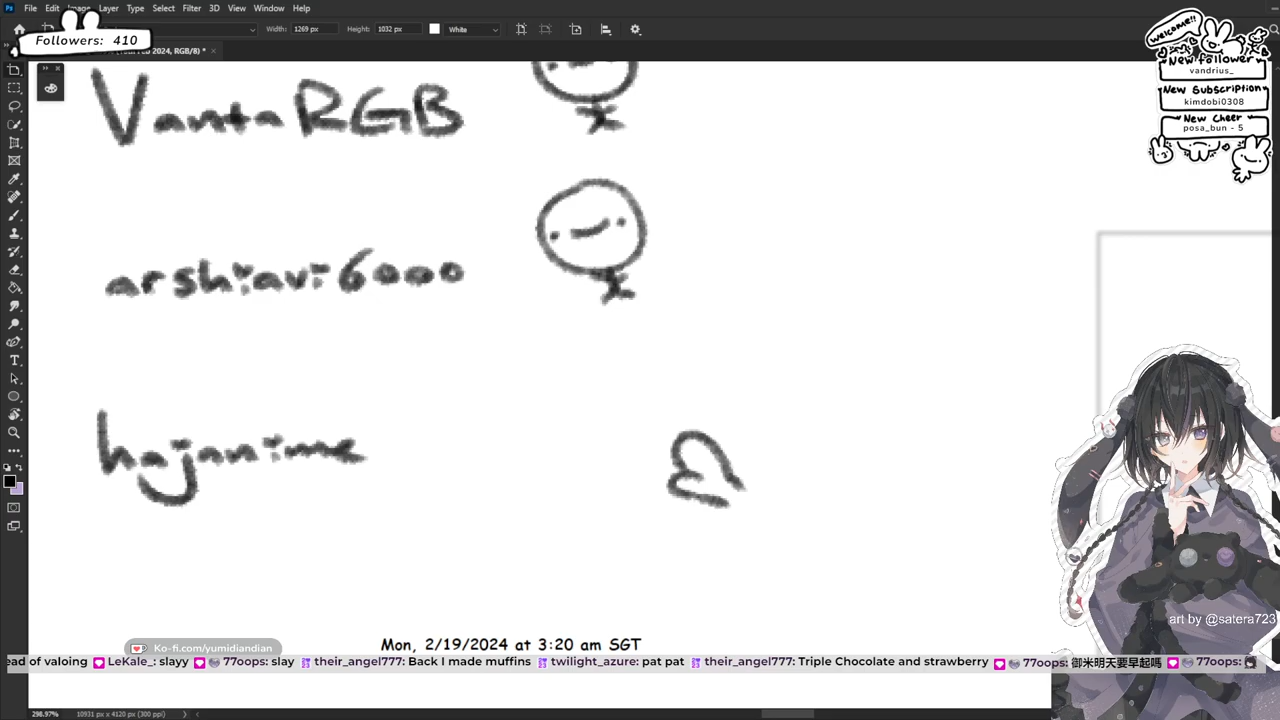 Ps File Edit Image Layer Type Select Filter 3D View Window Help
Width: 1269 px Height: 1032 px White
Followers: 410
2024, RGB/8) *
welcome!!
New follower
vandrius_
New Subscription
kimdobi0308
New Cheer
posa_bun - 5
VantaRGB
arshiavi6000
hajanime
art by @satera723
Ko-fi.com/yumidiandian
Mon, 2/19/2024 at 3:20 am SGT
ead of valoing LeKale_: slayy 77oops: slay their_angel777: Back I made muffins twilight_azure: pat pat their_angel777: Triple Chocolate and strawberry 77oops: 御米明天要早起嗎 77oops:
298.97% 10931 px x 4120 px (300 ppi)